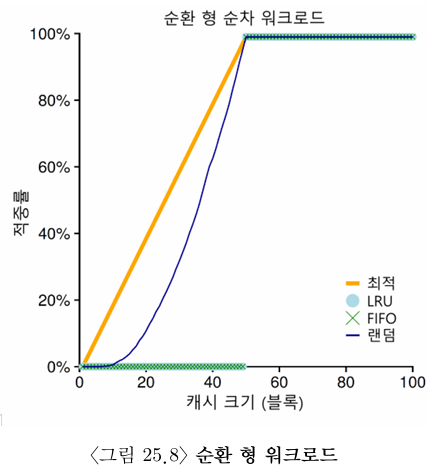 순환 형 순차 워크로드
100%
80%
60%
40%
20%
0%
적중률
최적
LRU
FIFO
랜덤
0 20 40 60 80 100
캐시 크기 (블록)
〈그림 25.8〉 순환 형 워크로드